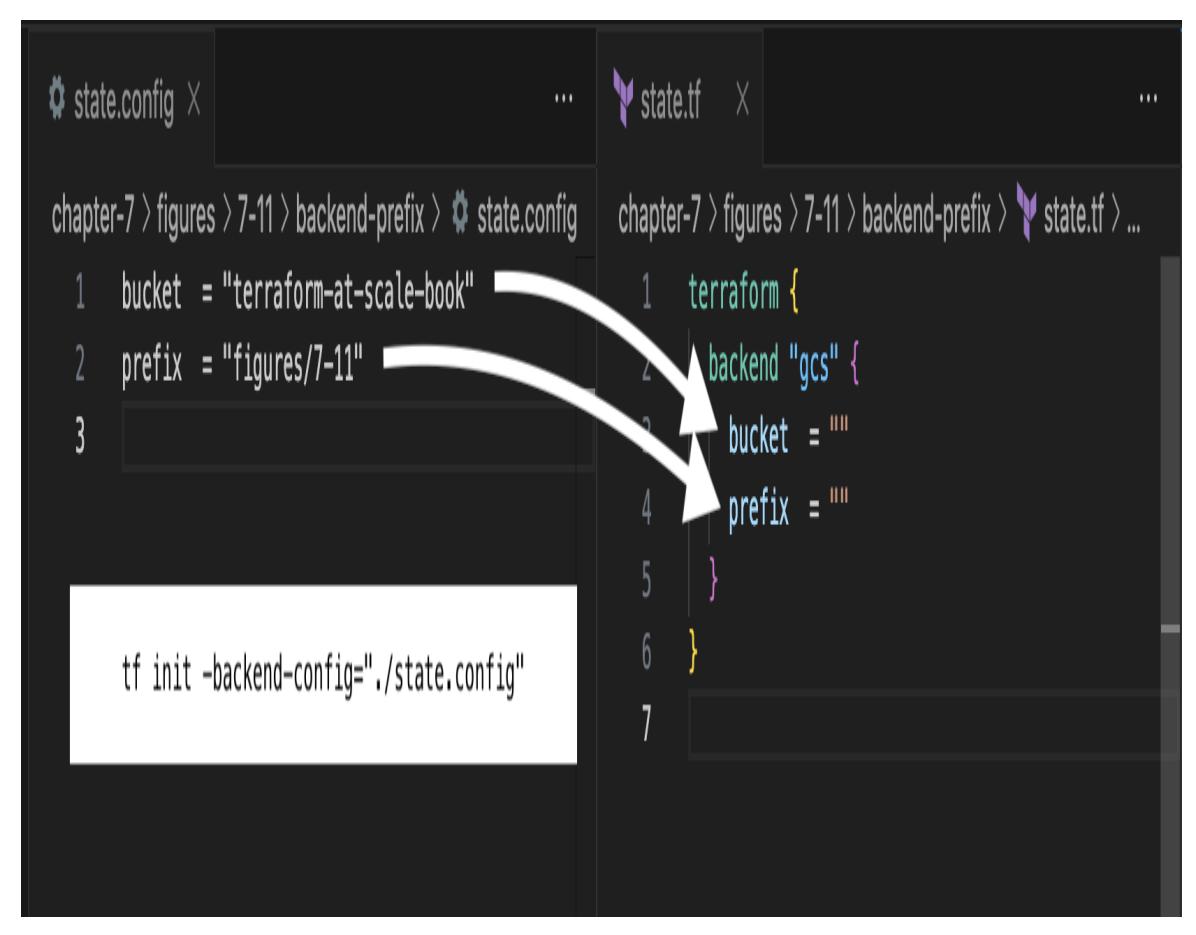 state.config
...
chapter-7 > figures > 7-11 > backend-prefix > state.config
1 bucket = "terraform-at-scale-book"
2 prefix = "figures/7-11"
3
tf init -backend-config="./state.config"
state.tf
...
chapter-7 > figures > 7-11 > backend-prefix > state.tf > ...
1 terraform {
2 backend "gcs" {
3 bucket = ""
4 prefix = ""
5 }
6 }
7